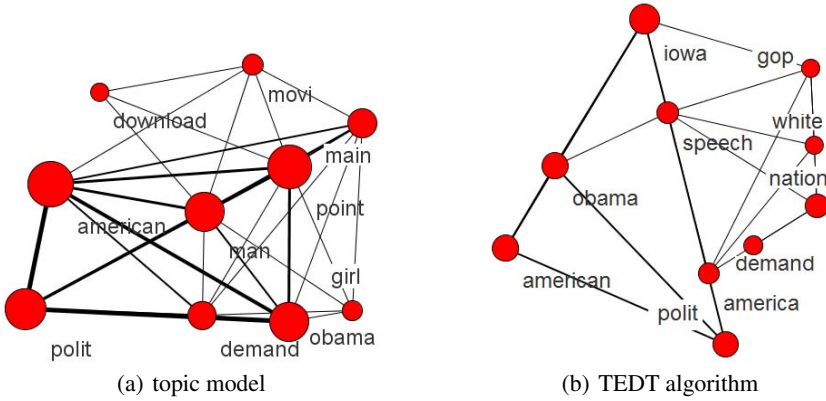 iowa
gop
movi
download
white
main
speech
nation
obama
point
american
man
demand
american
girl
america
polit
obama
polit
demand
(a) topic model
(b) TEDT algorithm